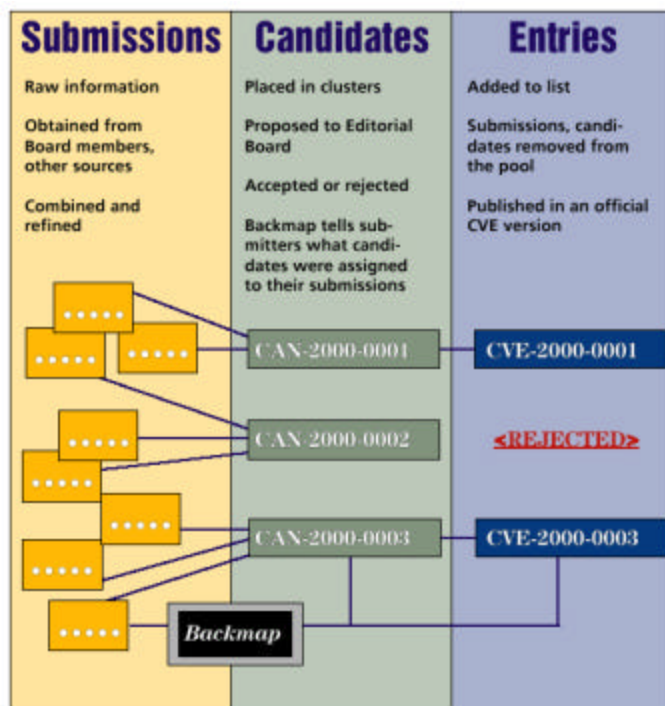 Submissions
Raw information
Obtained from
Board members,
other sources
Combined and
refined
Candidates
Placed in clusters
Proposed to Editorial
Board
Accepted or rejected
Backmap tells sub-
mitters what candi-
dates were assigned
to their submissions
Entries
Added to list
Submissions, candi-
dates removed from
the pool
Published in an official
CVE version
CAN-2000-0001
CVE-2000-0001
CAN-2000-0002
<REJECTED>
CAN-2000-0003
CVE-2000-0003
Backmap